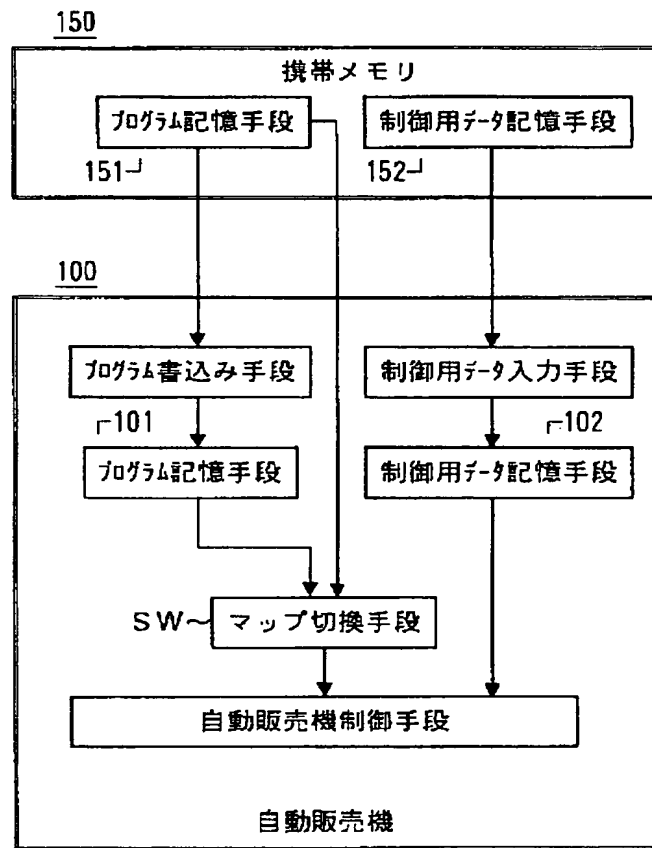 150
携帯メモリ
プログラム記憶手段
制御用データ記憶手段
151
152
100
プログラム書込み手段
制御用データ入力手段
101
102
プログラム記憶手段
制御用データ記憶手段
SW〜
マップ切換手段
自動販売機制御手段
自動販売機